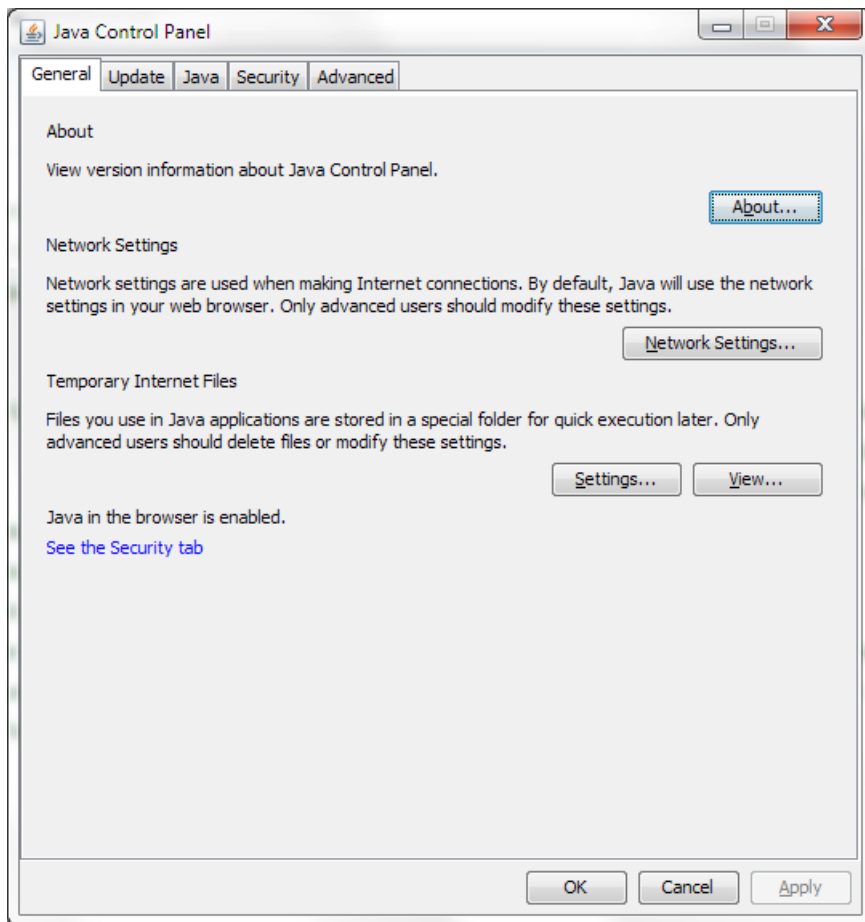 Java Control Panel
General Update Java Security Advanced
About
View version information about Java Control Panel.
About...
Network Settings
Network settings are used when making Internet connections. By default, Java will use the network
settings in your web browser. Only advanced users should modify these settings.
Network Settings...
Temporary Internet Files
Files you use in Java applications are stored in a special folder for quick execution later. Only
advanced users should delete files or modify these settings.
Settings... View...
Java in the browser is enabled.
See the Security tab
OK Cancel Apply